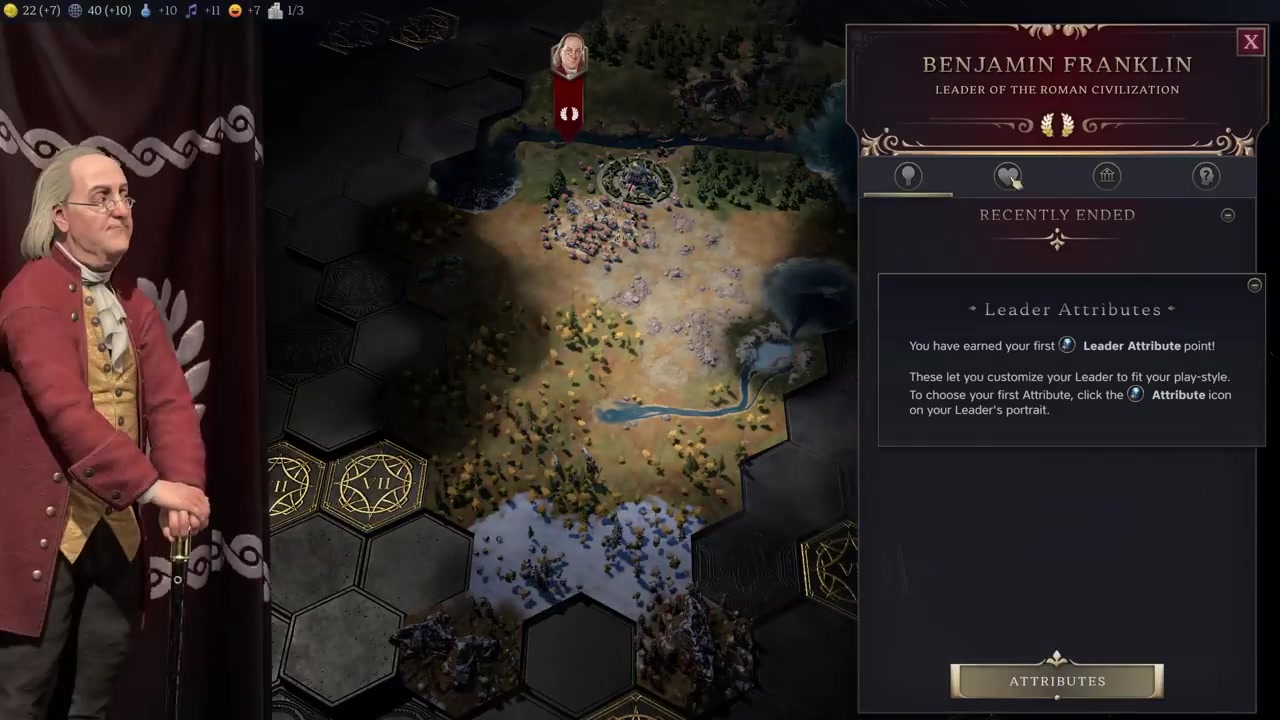 22 (+7) 40 (+10) +10 +11 +7 1/3
X
BENJAMIN FRANKLIN
LEADER OF THE ROMAN CIVILIZATION
RECENTLY ENDED
Leader Attributes
You have earned your first Leader Attribute point!
These let you customize your Leader to fit your play-style.
To choose your first Attribute, click the Attribute icon
on your Leader's portrait.
VII
ATTRIBUTES